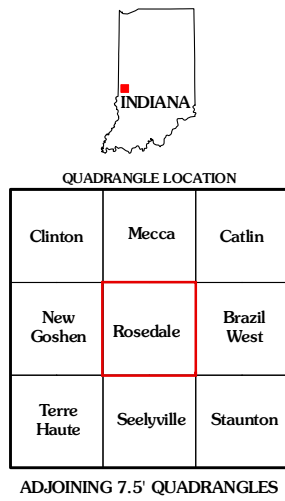 INDIANA
QUADRANGLE LOCATION
Clinton
Mecca
Catlin
New
Goshen
Rosedale
Brazil
West
Terre
Haute
Seelyville
Staunton
ADJOINING 7.5' QUADRANGLES